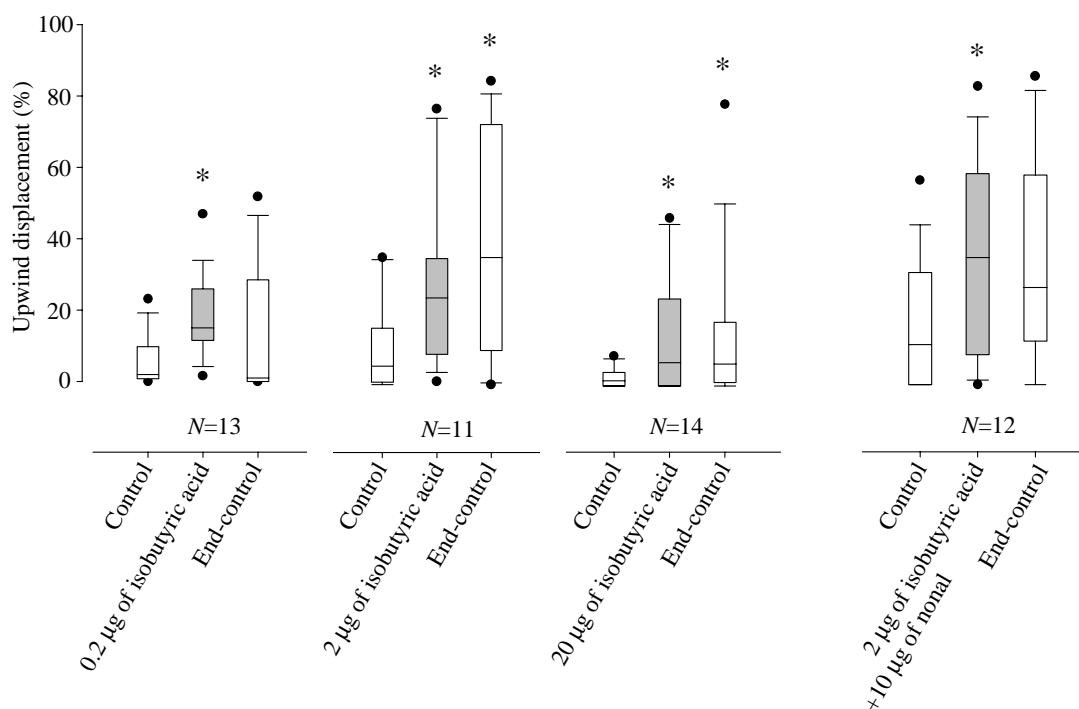 100
80
60
40
20
0
Upwind displacement (%)
*
*
*
*
*
*
N=13
N=11
N=14
N=12
Control
0.2 µg of isobutyric acid
End-control
Control
2 µg of isobutyric acid
End-control
Control
20 µg of isobutyric acid
End-control
Control
2 µg of isobutyric acid
+10 µg of nonal
End-control